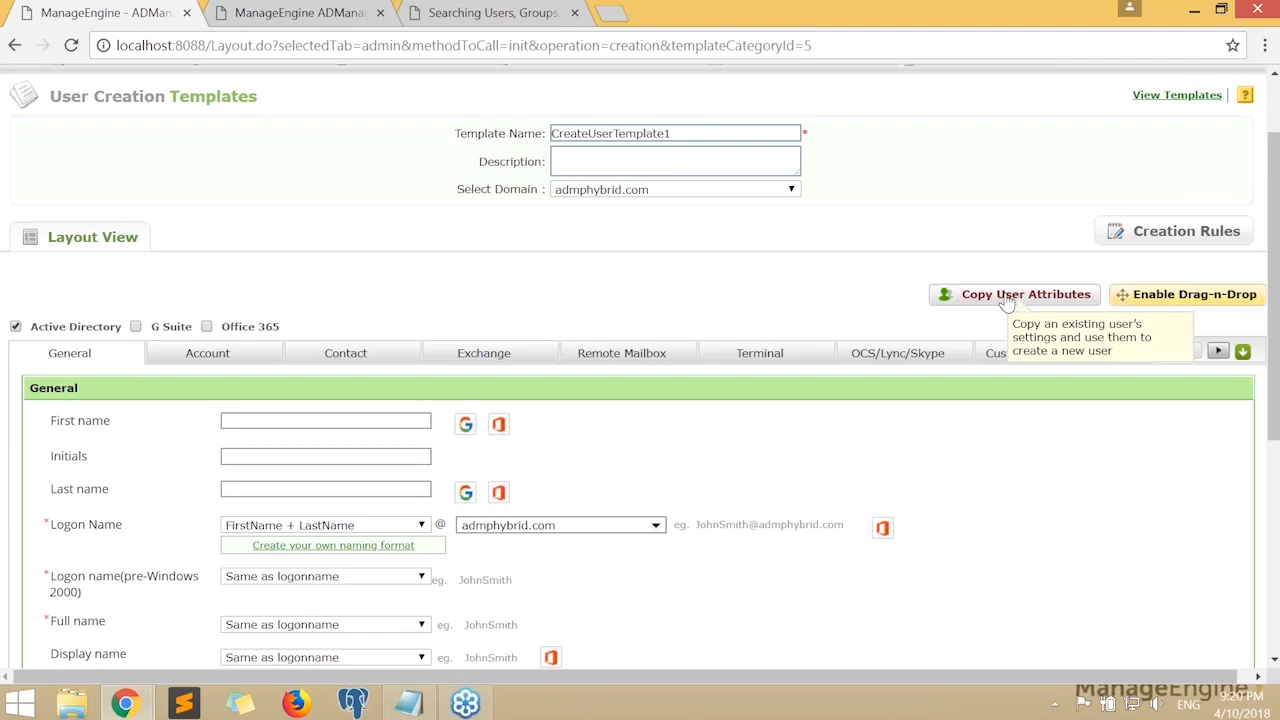 ManageEngine - ADMan
ManageEngine ADManag
Searching Users, Groups,
localhost:8088/Layout.do?selectedTab=admin&methodToCall=init&operation=creation&templateCategoryId=5
User Creation Templates
View Templates
?
Template Name: CreateUserTemplate1 *
Description:
Select Domain : admphybrid.com
Layout View
Creation Rules
Copy User Attributes
Enable Drag-n-Drop
Copy an existing user's
settings and use them to
create a new user
Active Directory
G Suite
Office 365
General
Account
Contact
Exchange
Remote Mailbox
Terminal
OCS/Lync/Skype
Cus
General
First name
Initials
Last name
*Logon Name FirstName + LastName @ admphybrid.com eg. JohnSmith@admphybrid.com
Create your own naming format
*Logon name(pre-Windows
2000)
Same as logonname eg. JohnSmith
*Full name Same as logonname eg. JohnSmith
Display name Same as logonname eg. JohnSmith
ManageEngine
ENG
9:20 PM
4/10/2018